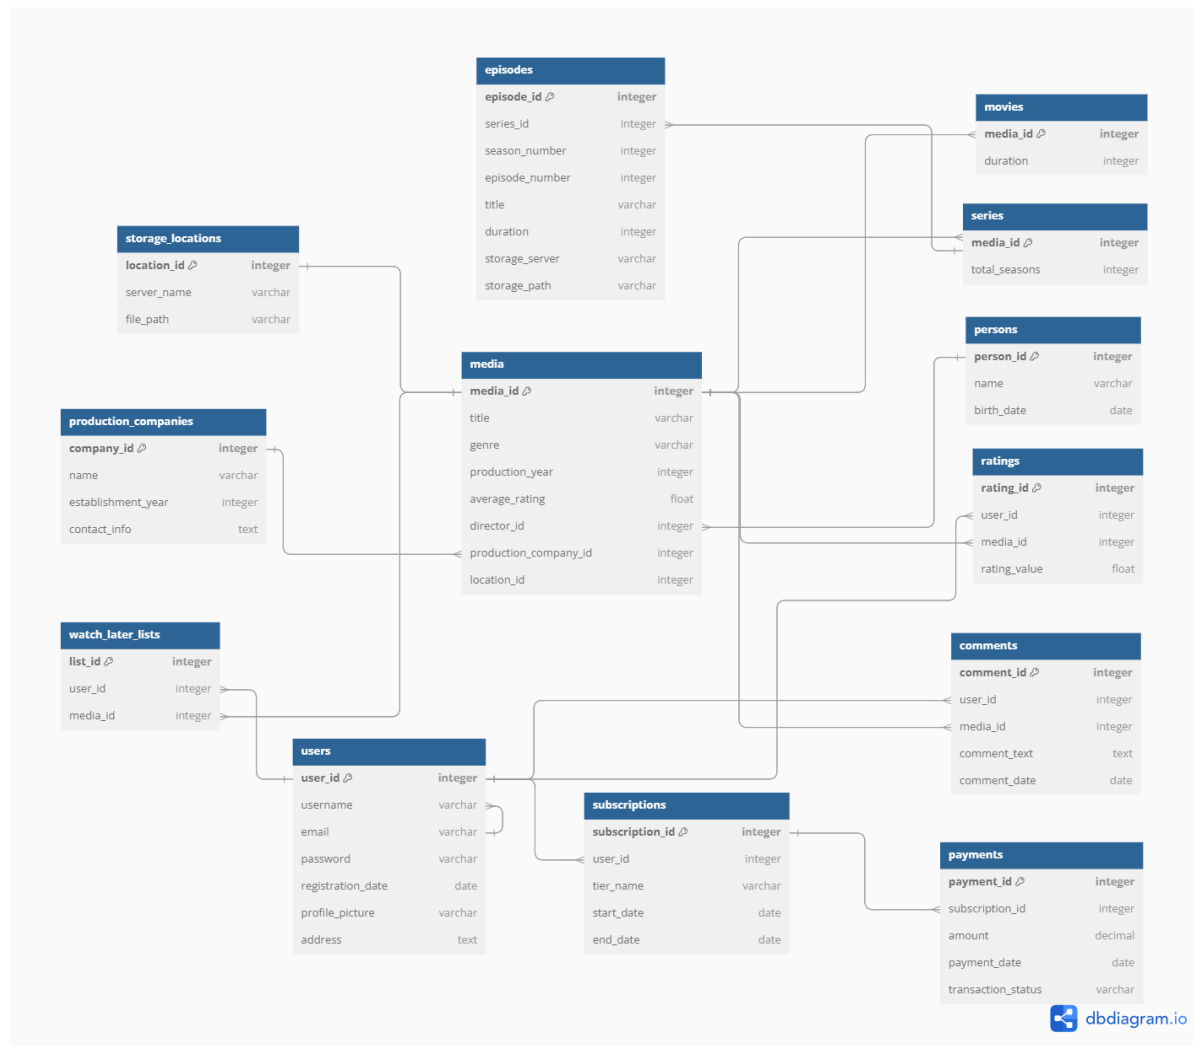 episodes
episode_id integer
series_id integer
season_number integer
episode_number integer
title varchar
duration integer
storage_server varchar
storage_path varchar
movies
media_id integer
duration integer
series
media_id integer
total_seasons integer
storage_locations
location_id integer
server_name varchar
file_path varchar
persons
person_id integer
name varchar
birth_date date
media
media_id integer
title varchar
genre varchar
production_year integer
average_rating float
director_id integer
production_company_id integer
location_id integer
production_companies
company_id integer
name varchar
establishment_year integer
contact_info text
ratings
rating_id integer
user_id integer
media_id integer
rating_value float
watch_later_lists
list_id integer
user_id integer
media_id integer
comments
comment_id integer
user_id integer
media_id integer
comment_text text
comment_date date
users
user_id integer
username varchar
email varchar
password varchar
registration_date date
profile_picture varchar
address text
subscriptions
subscription_id integer
user_id integer
tier_name varchar
start_date date
end_date date
payments
payment_id integer
subscription_id integer
amount decimal
payment_date date
transaction_status varchar
dbdiagram.io